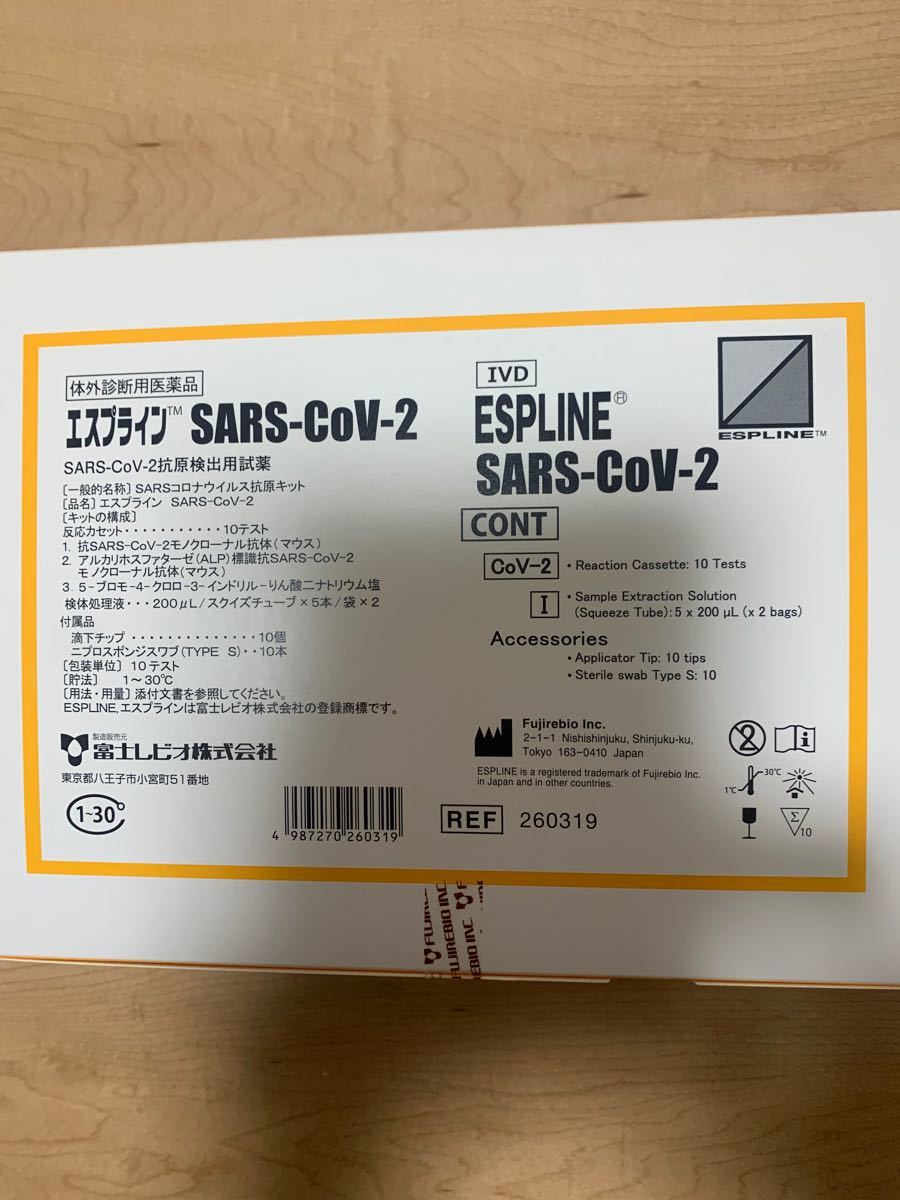 体外診断用医薬品
エスプライン™ SARS-CoV-2
SARS-CoV-2抗原検出用試薬
〔一般的名称〕SARSコロナウイルス抗原キット
〔品名〕エスプライン SARS-CoV-2
〔キットの構成〕
反応カセット・・・・・・・・・・・10テスト
1. 抗SARS-CoV-2モノクローナル抗体(マウス)
2. アルカリホスファターゼ(ALP)標識抗SARS-CoV-2
モノクローナル抗体(マウス)
3. 5-ブロモ-4-クロロ-3-インドリル-りん酸二ナトリウム塩
検体処理液・・・200μL/スクイズチューブ×5本/袋×2
付属品
滴下チップ・・・・・・・・・・・・・・10個
ニプロスポンジスワブ(TYPE S)・・10本
〔包装単位〕10テスト
〔貯法〕 1~30℃
〔用法・用量〕添付文書を参照してください。
ESPLINE,エスプラインは富士レビオ株式会社の登録商標です。
製造販売元
富士レビオ株式会社
東京都八王子市小宮町51番地
1~30°
4 987270 260319
IVD
ESPLINE®
SARS-CoV-2
ESPLINE™
CONT
CoV-2 ・Reaction Cassette: 10 Tests
I ・Sample Extraction Solution
(Squeeze Tube): 5 x 200 µL (x 2 bags)
Accessories
・Applicator Tip: 10 tips
・Sterile swab Type S: 10
Fujirebio Inc.
2-1-1 Nishishinjuku, Shinjuku-ku,
Tokyo 163-0410 Japan
ESPLINE is a registered trademark of Fujirebio Inc.
in Japan and in other countries.
2
i
1℃
30℃
REF 260319
Σ
10
FUJIREBIO INC.